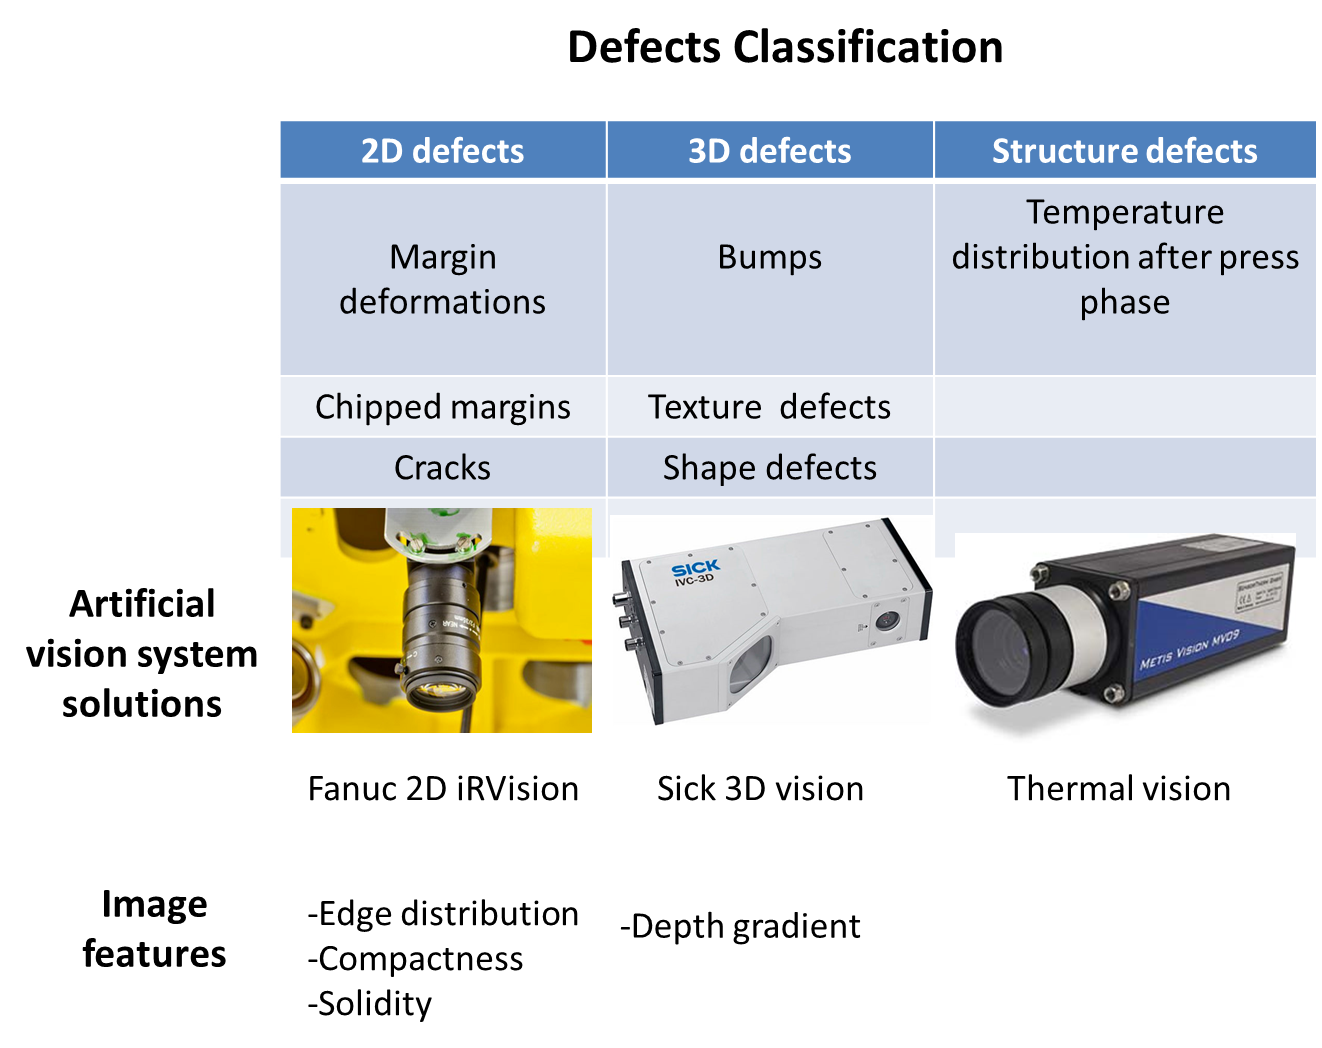 Defects Classification
2D defects
3D defects
Structure defects
Margin
deformations
Bumps
Temperature
distribution after press
phase
Chipped margins
Texture  defects
Cracks
Shape defects
Artificial
vision system
solutions
SICK
IVC-3D
METIS VISION MV09
Fanuc 2D iRVision
Sick 3D vision
Thermal vision
Image
features
-Edge distribution
-Compactness
-Solidity
-Depth gradient